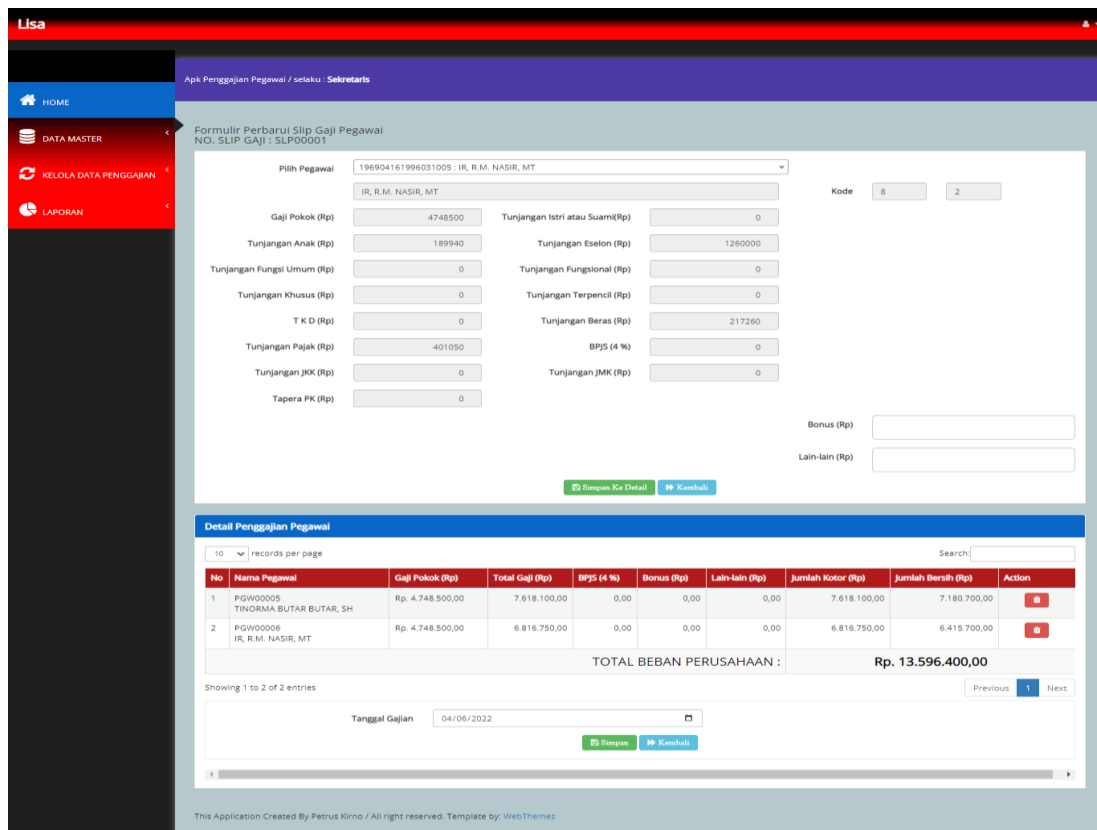 Lisa
Apk Penggajian Pegawai / selaku : Sekretaris
HOME
DATA MASTER
KELOLA DATA PENGGAJIAN
LAPORAN
Formulir Perbarui Slip Gaji Pegawai
NO. SLIP GAJI : SLP00001
Pilih Pegawai 196904161996031005 : IR, R.M. NASIR, MT
IR, R.M. NASIR, MT Kode 8 2
Gaji Pokok (Rp) 4748500 Tunjangan Istri atau Suami(Rp) 0
Tunjangan Anak (Rp) 189940 Tunjangan Eselon (Rp) 1260000
Tunjangan Fungsi Umum (Rp) 0 Tunjangan Fungsional (Rp) 0
Tunjangan Khusus (Rp) 0 Tunjangan Terpencil (Rp) 0
T K D (Rp) 0 Tunjangan Beras (Rp) 217260
Tunjangan Pajak (Rp) 401050 BPJS (4 %) 0
Tunjangan JKK (Rp) 0 Tunjangan JMK (Rp) 0
Tapera PK (Rp) 0
Bonus (Rp)
Lain-lain (Rp)
Simpan Ke Detail Kembali
Detail Penggajian Pegawai
10 records per page Search:
No Nama Pegawai Gaji Pokok (Rp) Total Gaji (Rp) BPJS (4 %) Bonus (Rp) Lain-lain (Rp) Jumlah Kotor (Rp) Jumlah Bersih (Rp) Action
1 PGW00005 Rp. 4.748.500,00 7.618.100,00 0,00 0,00 0,00 7.618.100,00 7.180.700,00
TINORMA BUTAR BUTAR, SH
2 PGW00006 Rp. 4.748.500,00 6.816.750,00 0,00 0,00 0,00 6.816.750,00 6.415.700,00
IR, R.M. NASIR, MT
TOTAL BEBAN PERUSAHAAN : Rp. 13.596.400,00
Showing 1 to 2 of 2 entries Previous 1 Next
Tanggal Gajian 04/06/2022
Simpan Kembali
This Application Created By Petrus Kirno / All right reserved. Template by: WebThemez